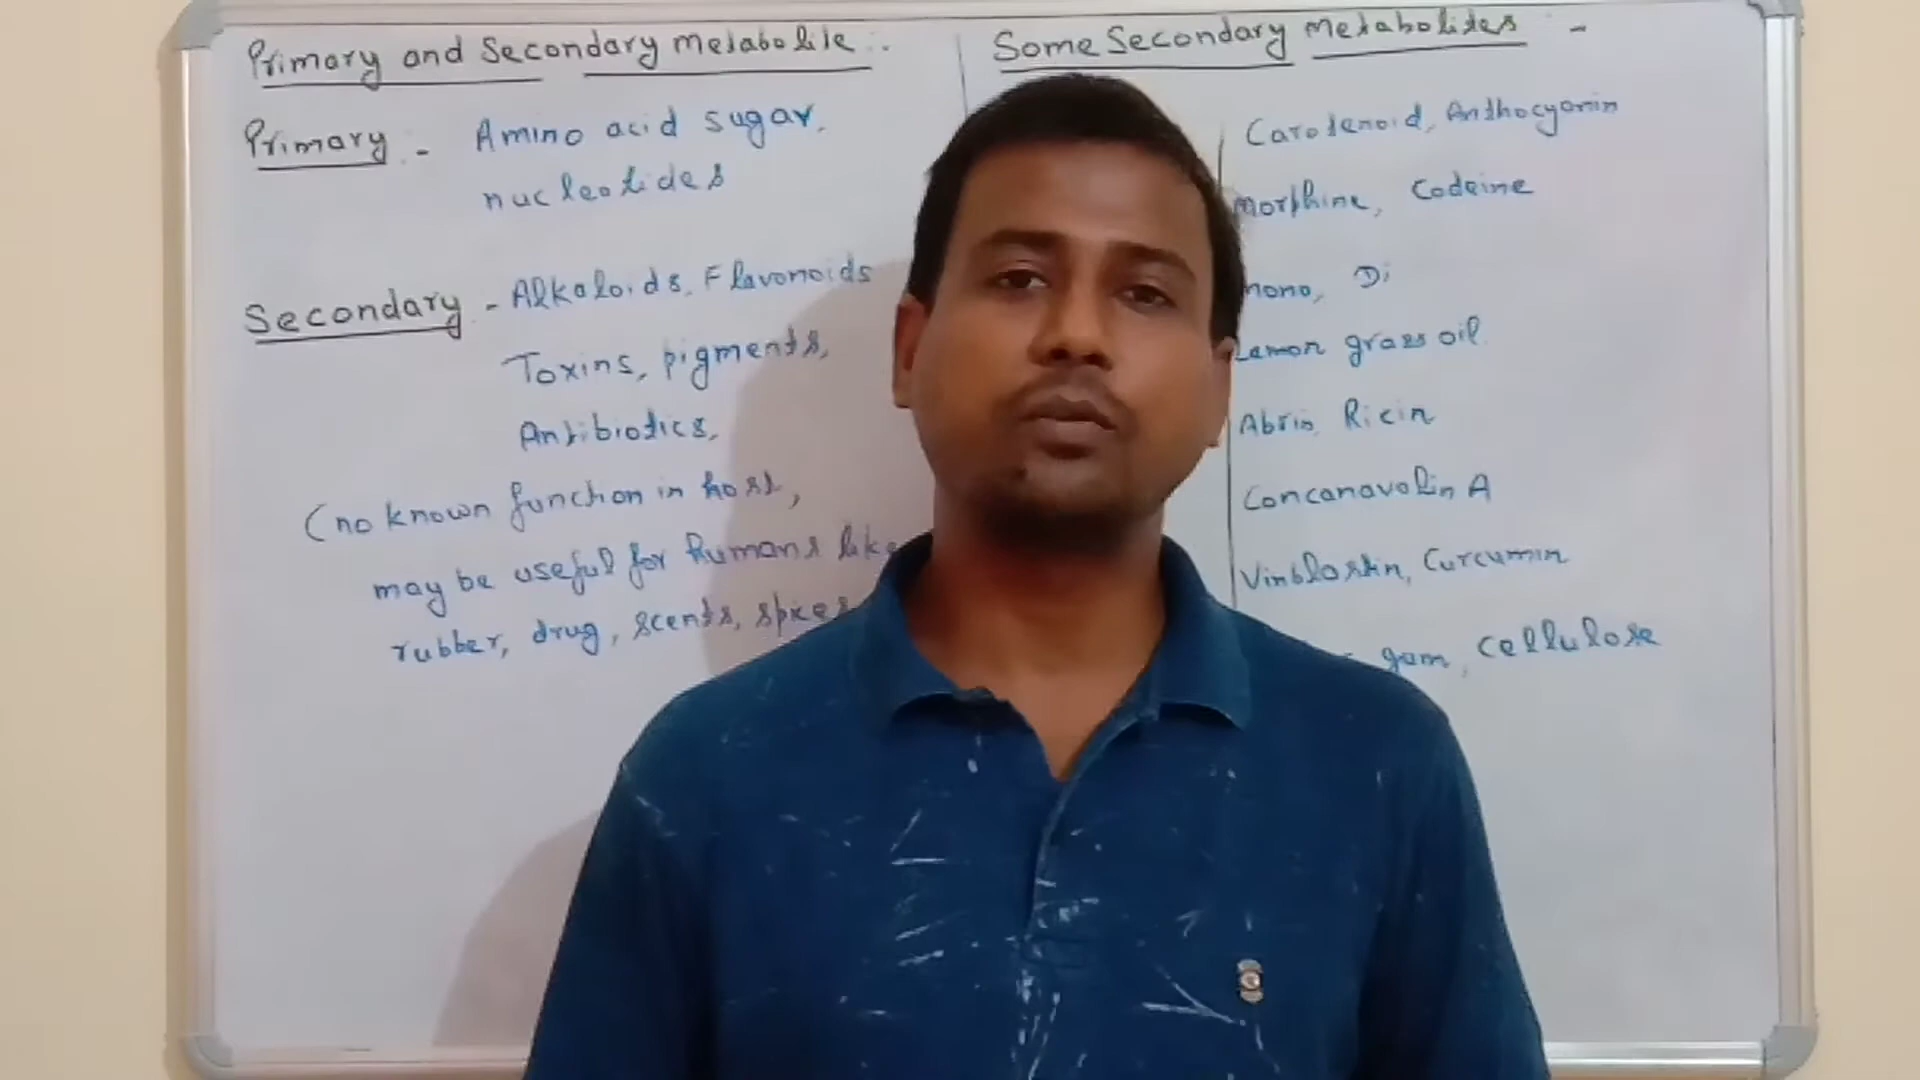 Primary and Secondary Metabolite :
Primary - Amino acid sugar,
nucleotides
Secondary - Alkaloids, Flavonoids
Toxins, pigments,
Antibiotics,
(no known function in host,
may be useful for humans like
rubber, drug, scents, spices
Some Secondary Metabolites : -
Carotenoid, Anthocyanin
Morphine, Codeine
mono, Di
Lemon grass oil.
Abrin, Ricin
Concanavalin A
Vinblastin, Curcumin
gum, cellulose